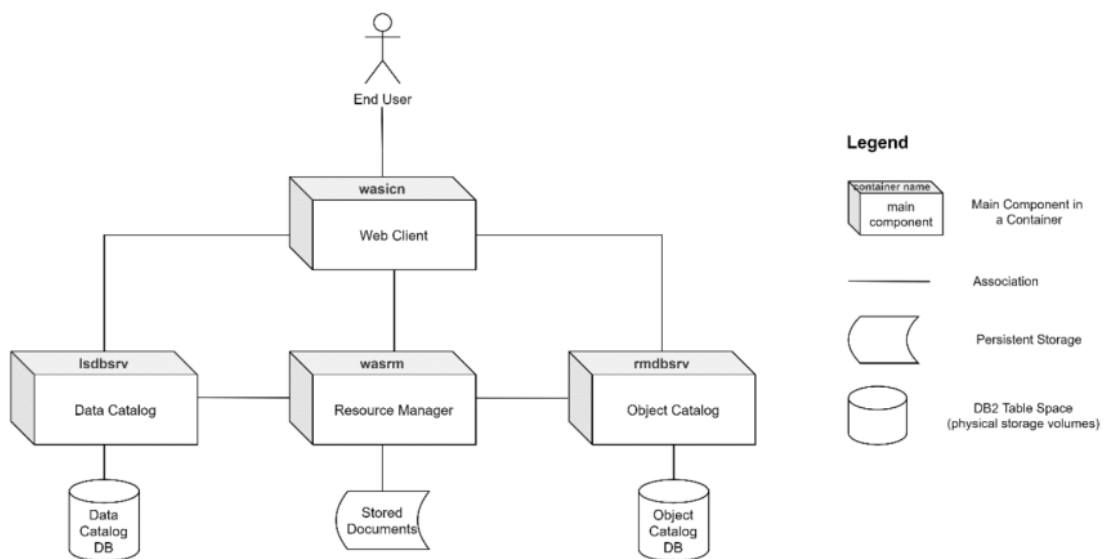 End User
wasicn
Web Client
lsdbsrv
Data Catalog
wasrm
Resource Manager
rmdbsrv
Object Catalog
Data
Catalog
DB
Stored
Documents
Object
Catalog
DB
Legend
container name
main
component
Main Component in
a Container
Association
Persistent Storage
DB2 Table Space
(physical storage volumes)